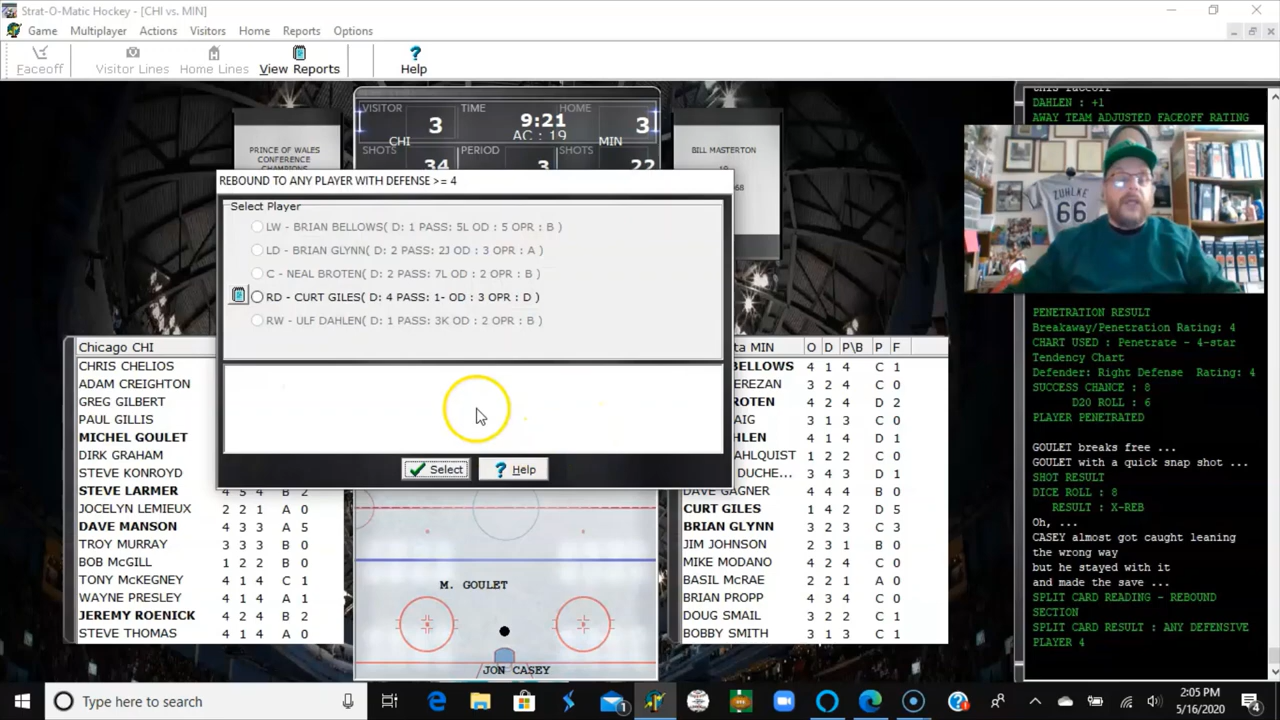 Strat-O-Matic Hockey - [CHI vs. MIN]
Game Multiplayer Actions Visitors Home Reports Options
Faceoff Visitor Lines Home Lines View Reports Help
PRINCE OF WALES
CONFERENCE
VISITOR TIME HOME
CHI 3 9:21 MIN 3
AC : 19
SHOTS PERIOD SHOTS
34 3 22
BILL MASTERTON
REBOUND TO ANY PLAYER WITH DEFENSE >= 4
Select Player
LW - BRIAN BELLOWS( D: 1 PASS: 5L OD : 5 OPR : B )
LD - BRIAN GLYNN( D: 2 PASS: 2J OD : 3 OPR : A )
C - NEAL BROTEN( D: 2 PASS: 7L OD : 2 OPR : B )
RD - CURT GILES( D: 4 PASS: 1- OD : 3 OPR : D )
RW - ULF DAHLEN( D: 1 PASS: 3K OD : 2 OPR : B )
Select Help
Chicago CHI
CHRIS CHELIOS
ADAM CREIGHTON
GREG GILBERT
PAUL GILLIS
MICHEL GOULET
DIRK GRAHAM
STEVE KONROYD
STEVE LARMER 4 5 4 B 2
JOCELYN LEMIEUX 2 2 1 A 0
DAVE MANSON 4 3 3 A 5
TROY MURRAY 3 3 3 B 0
BOB McGILL 1 2 2 B 0
TONY McKEGNEY 4 1 4 C 1
WAYNE PRESLEY 4 1 4 A 1
JEREMY ROENICK 4 2 4 B 2
STEVE THOMAS 4 1 4 A 0
M. GOULET
JON CASEY
ta MIN O D P\B P F
BELLOWS 4 1 4 C 1
EREZAN 3 2 4 C 0
ROTEN 4 2 4 D 2
AIG 3 1 3 C 0
HLEN 4 1 4 D 1
AHLQUIST 1 2 2 C 0
DUCHE... 3 4 3 D 1
DAVE GAGNER 4 4 4 B 0
CURT GILES 1 4 2 D 5
BRIAN GLYNN 3 2 3 C 3
JIM JOHNSON 2 3 1 B 0
MIKE MODANO 4 2 4 C 0
BASIL McRAE 2 2 1 A 0
BRIAN PROPP 4 3 4 C 0
DOUG SMAIL 3 2 2 C 1
BOBBY SMITH 3 1 3 C 0
this faceoff
DAHLEN : +1
AWAY TEAM ADJUSTED FACEOFF RATING
ZUHLKE
66
PENETRATION RESULT
Breakaway/Penetration Rating: 4
CHART USED : Penetrate - 4-star
Tendency Chart
Defender: Right Defense Rating: 4
SUCCESS CHANCE : 8
D20 ROLL : 6
PLAYER PENETRATED
GOULET breaks free ...
GOULET with a quick snap shot ...
SHOT RESULT
DICE ROLL : 8
RESULT : X-REB
Oh, ...
CASEY almost got caught leaning
the wrong way
but he stayed with it
and made the save ...
SPLIT CARD READING - REBOUND
SECTION
SPLIT CARD RESULT : ANY DEFENSIVE
PLAYER 4
Type here to search
1
2:05 PM
5/16/2020
4